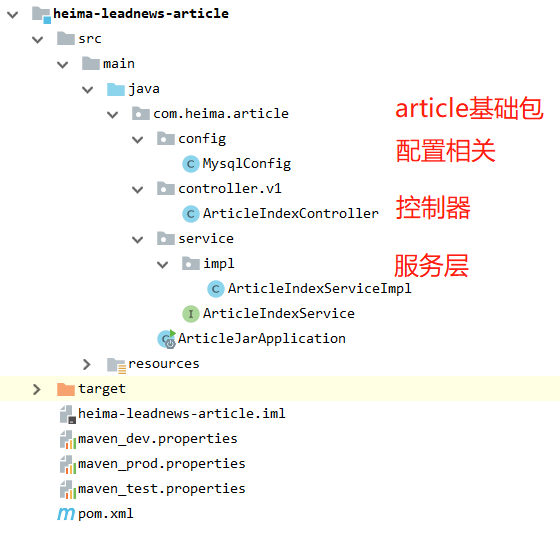 heima-leadnews-article
src
main
java
com.heima.article
article基础包
config
配置相关
MysqlConfig
controller.v1
控制器
ArticleIndexController
service
服务层
impl
ArticleIndexServiceImpl
ArticleIndexService
ArticleJarApplication
resources
target
heima-leadnews-article.iml
maven_dev.properties
maven_prod.properties
maven_test.properties
pom.xml